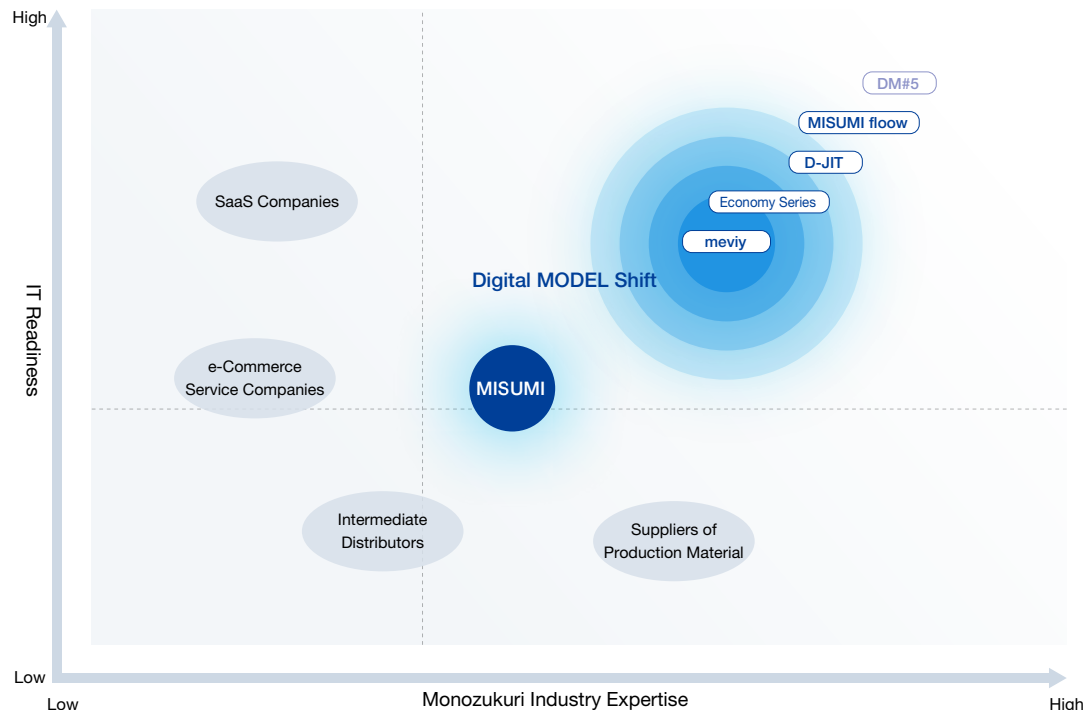 High
DM#5
MISUMI floow
D-JIT
Economy Series
SaaS Companies
meviy
Digital MODEL Shift
IT Readiness
e-Commerce
Service Companies
MISUMI
Intermediate
Distributors
Suppliers of
Production Material
Low
Low
Monozukuri Industry Expertise
High